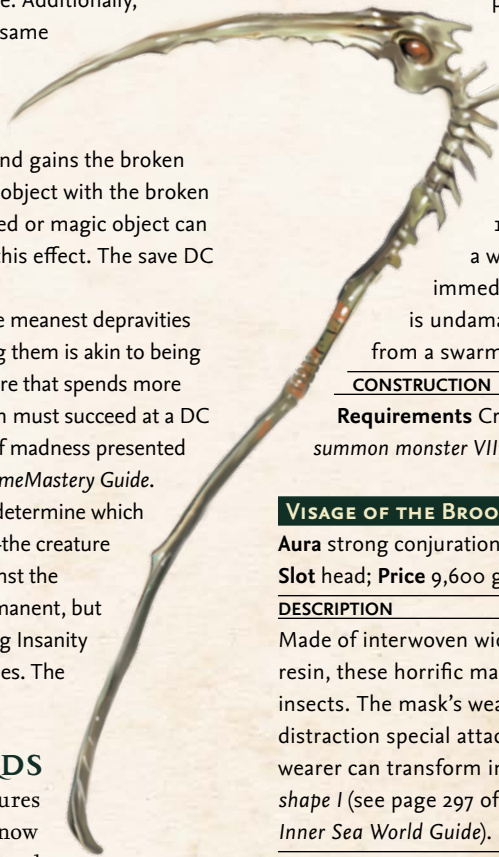 e. Additionally,
same
nd gains the broken
object with the broken
ed or magic object can
his effect. The save DC
e meanest depravities
g them is akin to being
re that spends more
n must succeed at a DC
f madness presented
meMastery Guide.
determine which
the creature
nst the
manent, but
g Insanity
es. The
DS
ures
now
a w
immed
is undama
from a swarm
CONSTRUCTION
Requirements Cr
summon monster VII
VISAGE OF THE BROO
Aura strong conjuration
Slot head; Price 9,600 g
DESCRIPTION
Made of interwoven wic
resin, these horrific ma
insects. The mask's wea
distraction special attac
wearer can transform in
shape I (see page 297 of
Inner Sea World Guide).